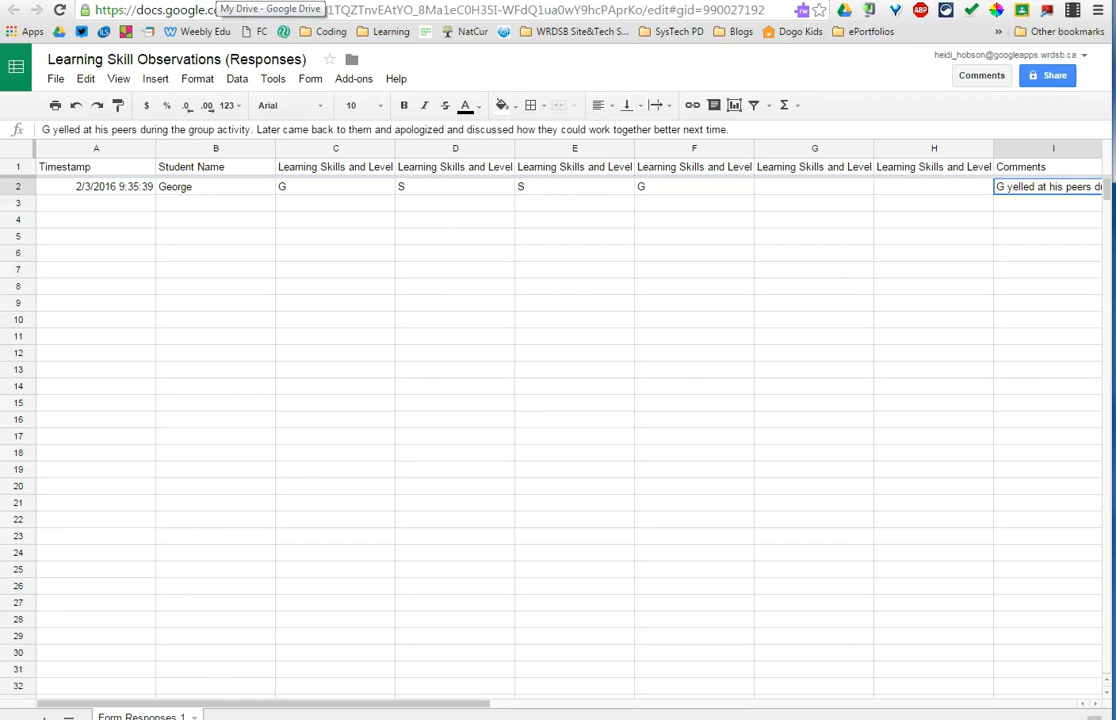 https://docs.google.co
My Drive - Google Drive
1TQZTnvEAtYO_8Ma1eC0H35I-WFdQ1ua0wY9hcPAprKo/edit#gid=990027192
Apps
Weebly Edu
FC
Coding
Learning
NatCur
WRDSB Site&Tech S...
SysTech PD
Blogs
Dogo Kids
ePortfolios
»
Other bookmarks
Learning Skill Observations (Responses)
heidi_hobson@googleapps.wrdsb.ca
File Edit View Insert Format Data Tools Form Add-ons Help
Comments
Share
$ % .0 .00 123 Arial 10 B I S A Σ
fx G yelled at his peers during the group activity. Later came back to them and apologized and discussed how they could work together better next time.
A B C D E F G H I
1 Timestamp Student Name Learning Skills and Level Learning Skills and Level Learning Skills and Level Learning Skills and Level Learning Skills and Level Learning Skills and Level Comments
2 2/3/2016 9:35:39 George G S S G G yelled at his peers du
3
4
5
6
7
8
9
10
11
12
13
14
15
16
17
18
19
20
21
22
23
24
25
26
27
28
29
30
31
32
Form Responses 1